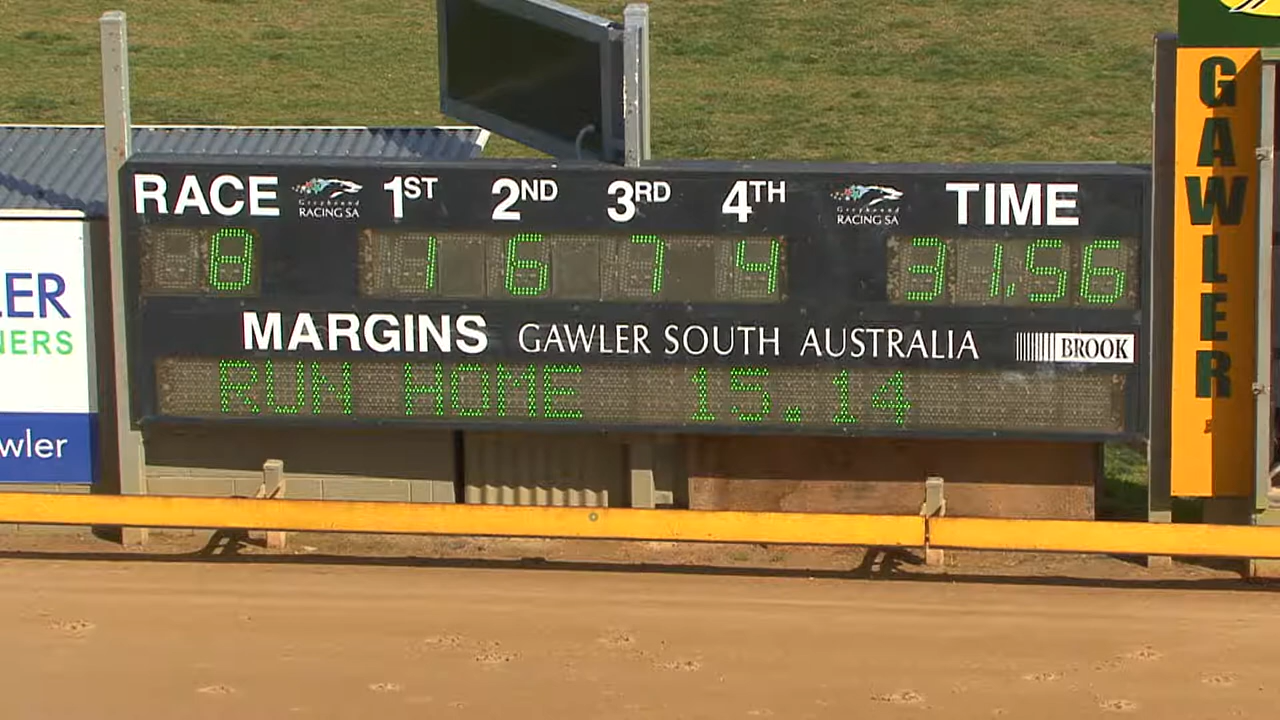 RACE Greyhound RACING SA 1ST 2ND 3RD 4TH Greyhound RACING SA TIME
8 1 6 7 4 31.56
MARGINS GAWLER SOUTH AUSTRALIA BROOK
RUN HOME 15.14
LER
NERS
wler
GAWLER